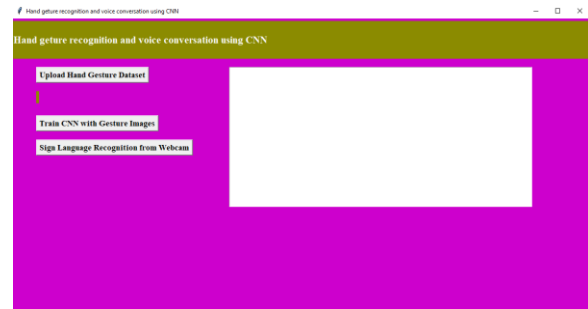 Hand geture recognition and voice conversation using CNN
Hand geture recognition and voice conversation using CNN
Upload Hand Gesture Dataset
Train CNN with Gesture Images
Sign Language Recognition from Webcam